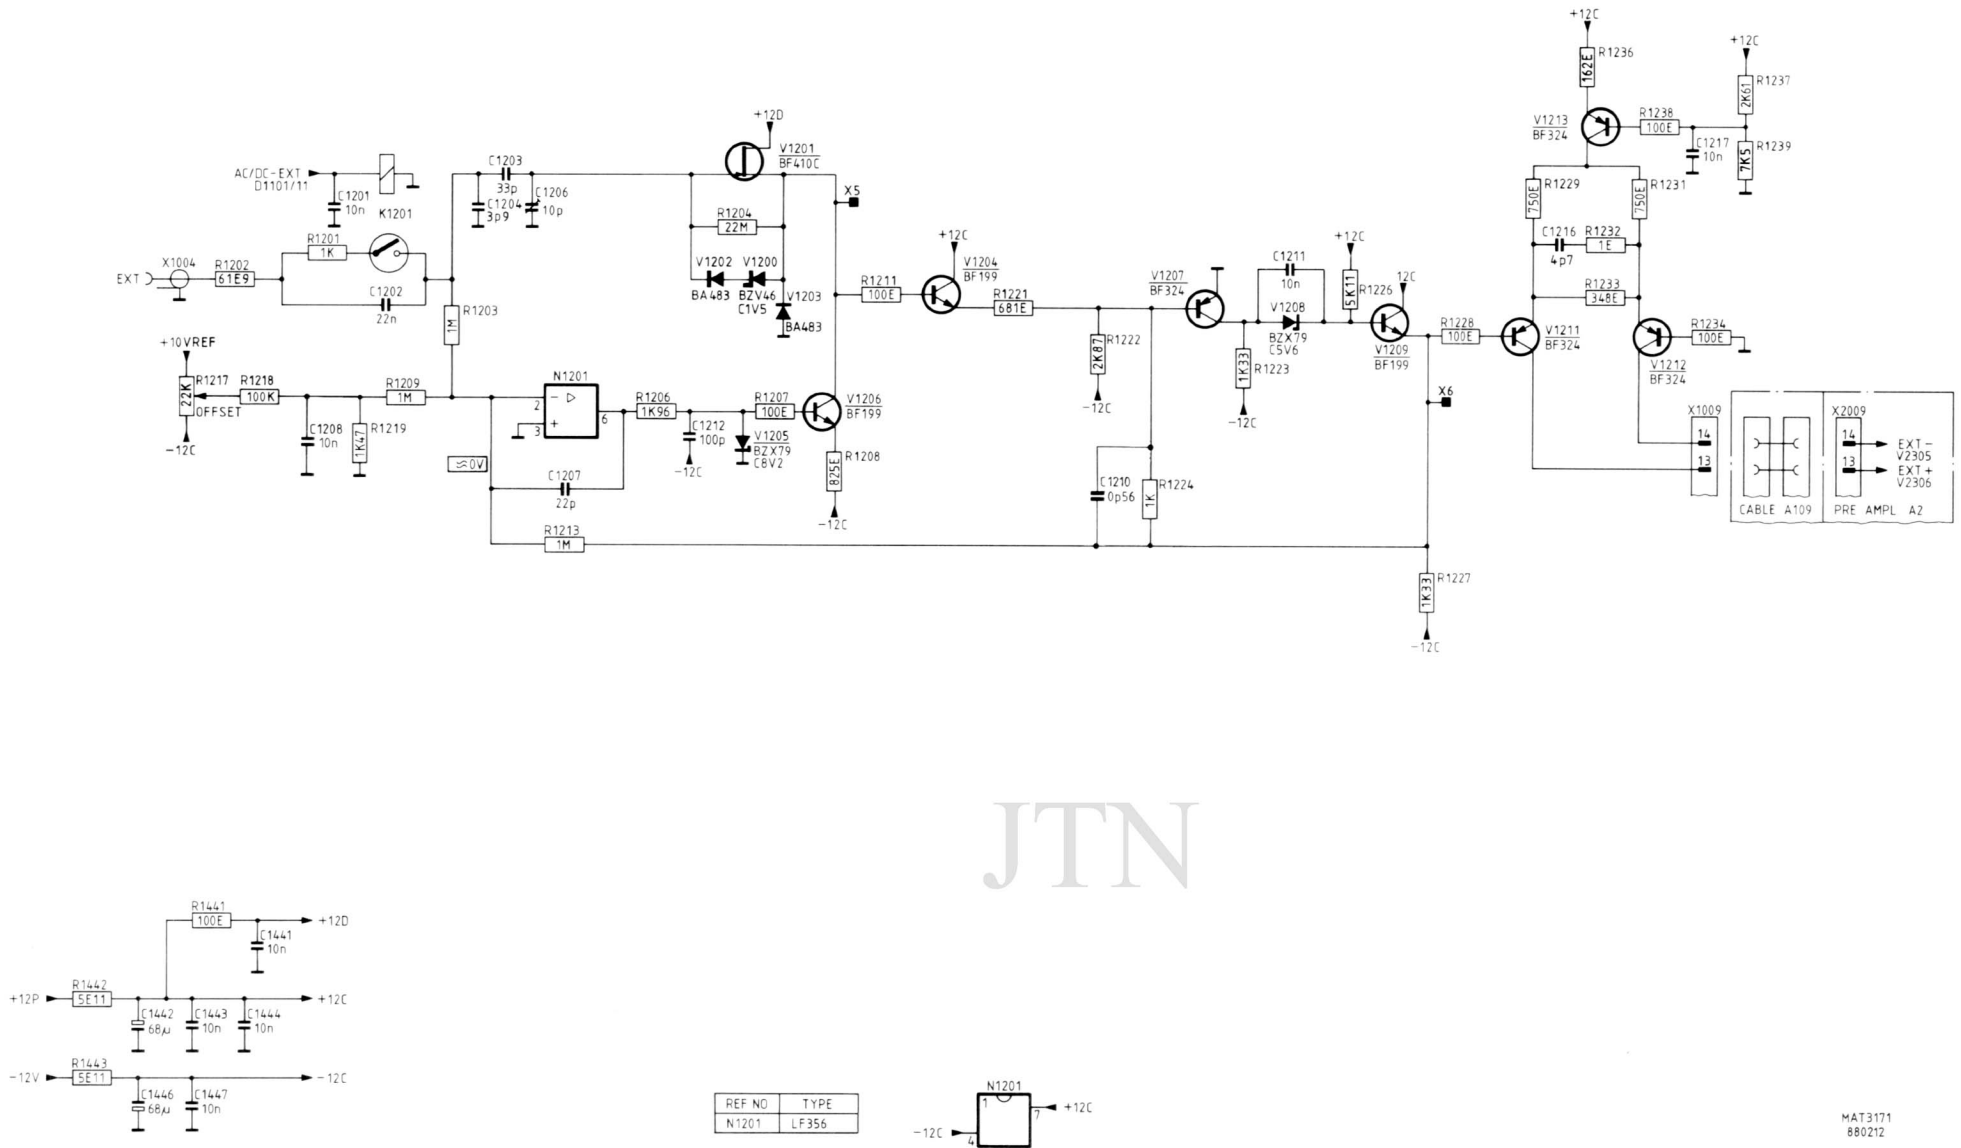 +12C
R1236
162E
+12C
R1237
2K61
V1213
BF324
R1238
100E
C1217
10n
R1239
7K5
+12D
V1201
BF410C
AC/DC-EXT
D1101/11
C1201
10n
K1201
C1203
33p
C1204
3p9
C1206
10p
X5
R1204
22M
V1202
BA483
V1200
BZV46
C1V5
V1203
BA483
R1229
750E
R1231
750E
C1216
4p7
R1232
1E
R1233
348E
EXT
X1004
R1202
61E9
R1201
1K
C1202
22n
R1203
1M
R1211
100E
+12C
V1204
BF199
R1221
681E
V1207
BF324
C1211
10n
V1208
BZX79
C5V6
+12C
R1226
5K11
12C
V1209
BF199
R1228
100E
V1211
BF324
V1212
BF324
R1234
100E
R1222
2K87
-12C
R1223
1K33
-12C
X6
+10VREF
R1217
22K
OFFSET
-12C
R1218
100K
C1208
10n
R1219
1K47
R1209
1M
N1201
-
2
+
3
6
R1206
1K96
C1212
100p
-12C
R1207
100E
V1205
BZX79
C8V2
V1206
BF199
R1208
825E
-12C
≈0V
C1207
22p
R1213
1M
C1210
0p56
R1224
1K
R1227
1K33
-12C
X1009
14
13
CABLE A109
X2009
14
13
EXT-
V2305
EXT+
V2306
PRE AMPL A2
JTN
R1441
100E
+12D
C1441
10n
+12P
R1442
5E11
+12C
C1442
68µ
C1443
10n
C1444
10n
-12V
R1443
5E11
-12C
C1446
68µ
C1447
10n
REF NO TYPE
N1201 LF356
N1201
1
7
+12C
-12C
4
MAT3171
880212